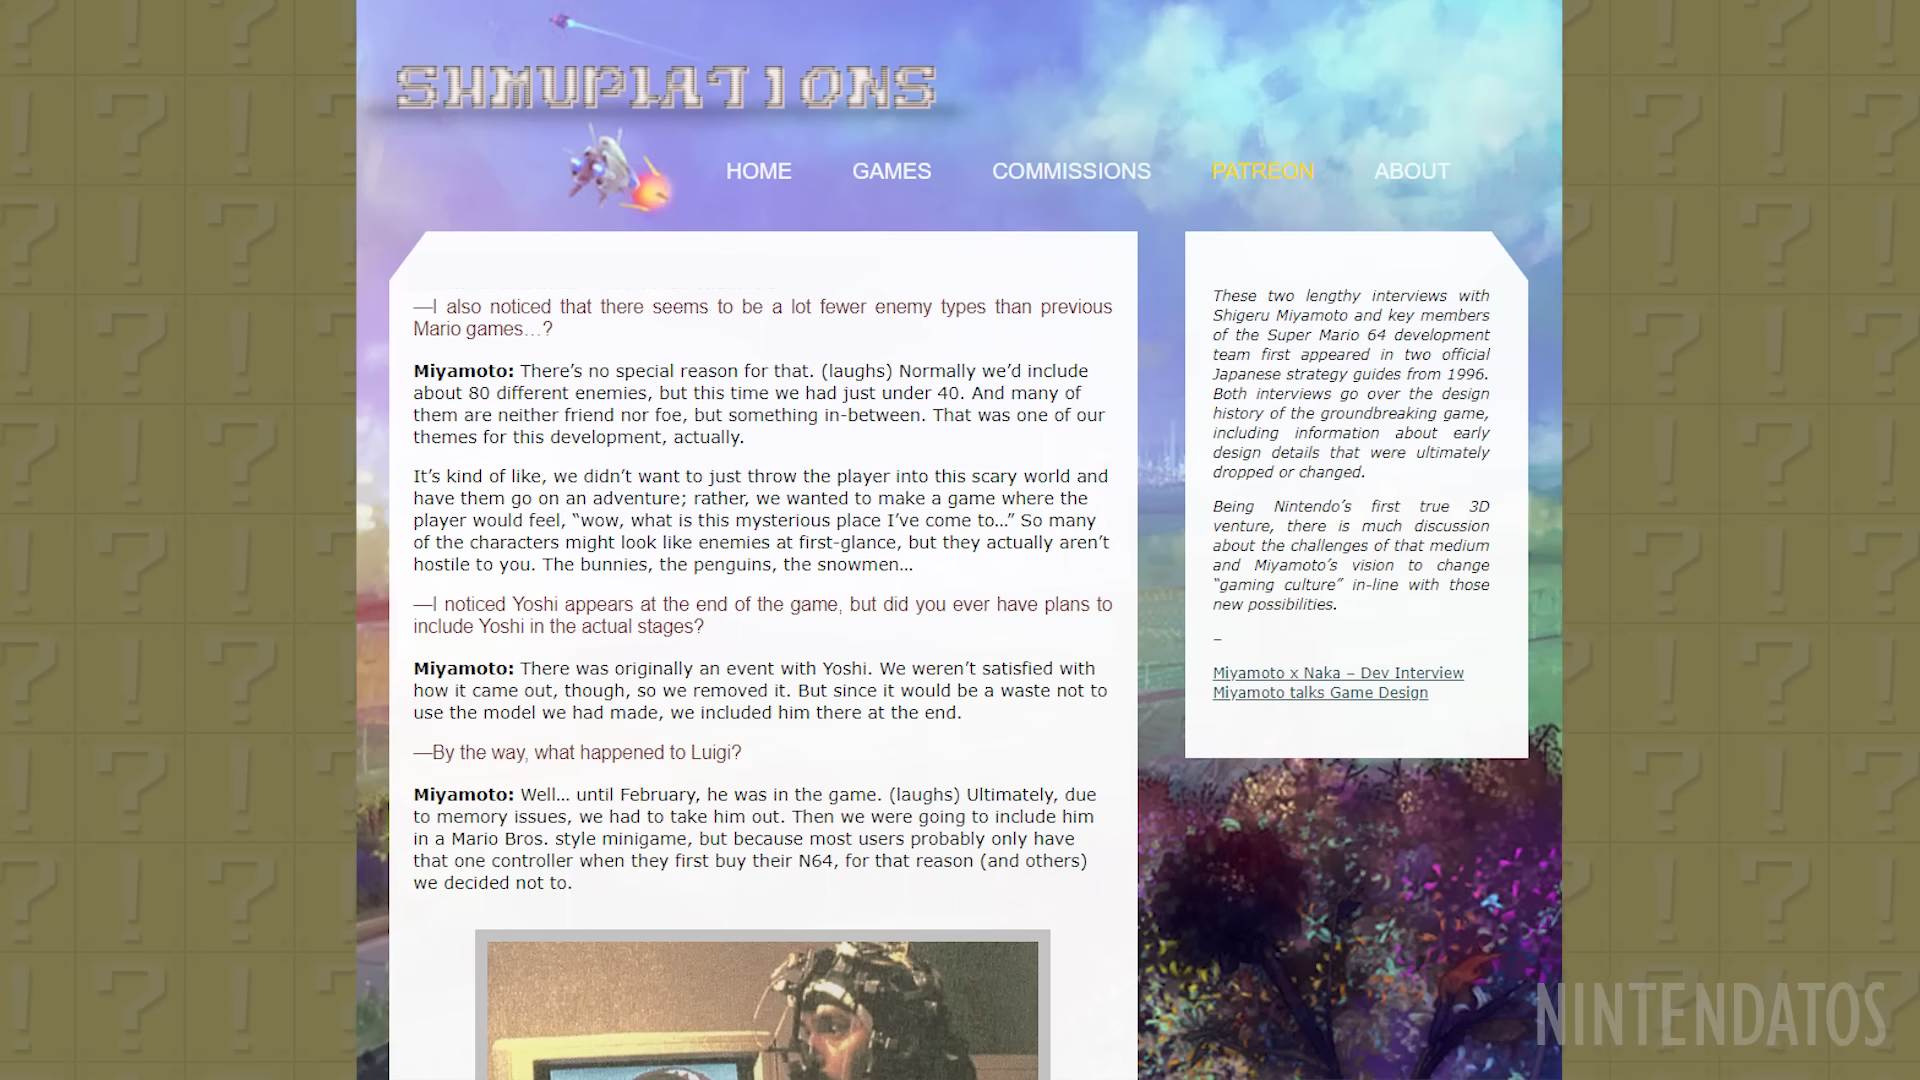 SHMUPLATIONS
HOME GAMES COMMISSIONS PATREON ABOUT
—I also noticed that there seems to be a lot fewer enemy types than previous
Mario games…?
Miyamoto: There’s no special reason for that. (laughs) Normally we’d include
about 80 different enemies, but this time we had just under 40. And many of
them are neither friend nor foe, but something in-between. That was one of our
themes for this development, actually.
It’s kind of like, we didn’t want to just throw the player into this scary world and
have them go on an adventure; rather, we wanted to make a game where the
player would feel, “wow, what is this mysterious place I’ve come to…” So many
of the characters might look like enemies at first-glance, but they actually aren’t
hostile to you. The bunnies, the penguins, the snowmen…
—I noticed Yoshi appears at the end of the game, but did you ever have plans to
include Yoshi in the actual stages?
Miyamoto: There was originally an event with Yoshi. We weren’t satisfied with
how it came out, though, so we removed it. But since it would be a waste not to
use the model we had made, we included him there at the end.
—By the way, what happened to Luigi?
Miyamoto: Well… until February, he was in the game. (laughs) Ultimately, due
to memory issues, we had to take him out. Then we were going to include him
in a Mario Bros. style minigame, but because most users probably only have
that one controller when they first buy their N64, for that reason (and others)
we decided not to.
These two lengthy interviews with
Shigeru Miyamoto and key members
of the Super Mario 64 development
team first appeared in two official
Japanese strategy guides from 1996.
Both interviews go over the design
history of the groundbreaking game,
including information about early
design details that were ultimately
dropped or changed.
Being Nintendo’s first true 3D
venture, there is much discussion
about the challenges of that medium
and Miyamoto’s vision to change
“gaming culture” in-line with those
new possibilities.
–
Miyamoto x Naka – Dev Interview
Miyamoto talks Game Design
NINTENDATOS